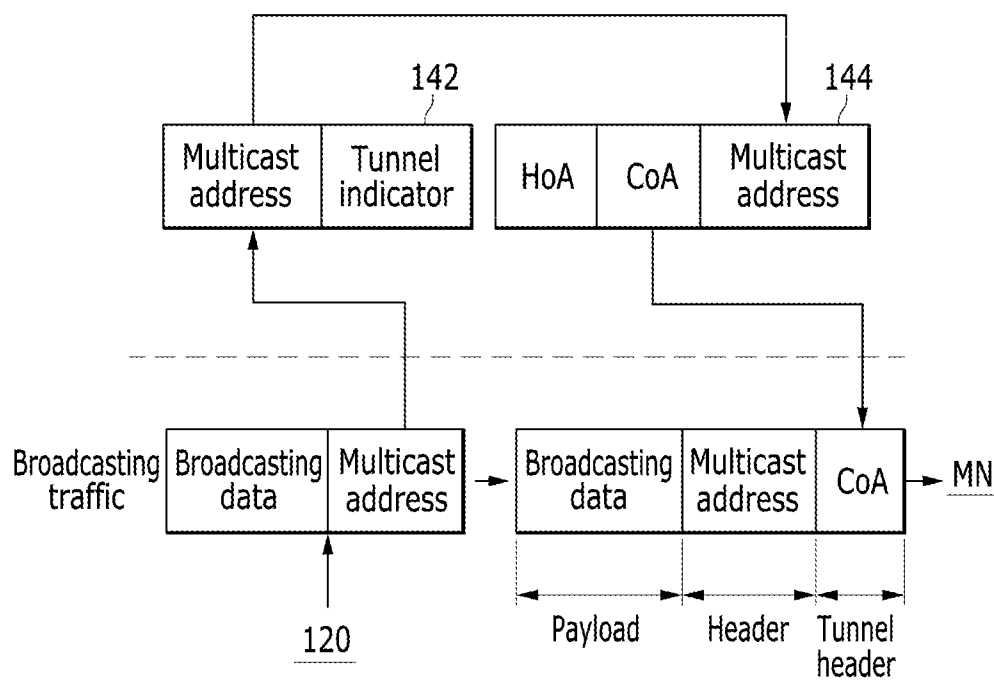 142
144
Multicast
address
Tunnel
indicator
HoA
CoA
Multicast
address
Broadcasting
traffic
Broadcasting
data
Multicast
address
Broadcasting
data
Multicast
address
CoA
MN
120
Payload
Header
Tunnel
header